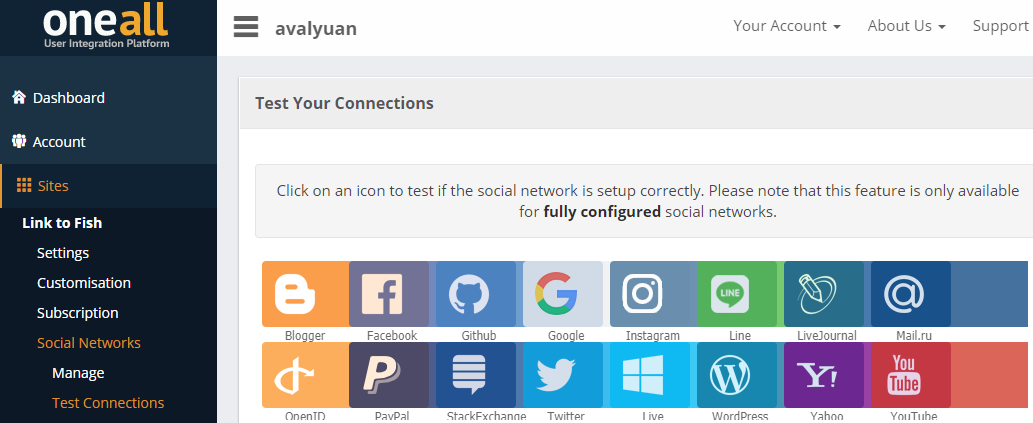 oneall
User Integration Platform
avalyuan
Your Account
About Us
Support
Dashboard
Account
Sites
Link to Fish
Settings
Customisation
Subscription
Social Networks
Manage
Test Connections
Test Your Connections
Click on an icon to test if the social network is setup correctly. Please note that this feature is only available
for fully configured social networks.
LINE
Blogger
Facebook
Github
Google
Instagram
Line
LiveJournal
Mail.ru
Y!
You
Tube
OpenID
PayPal
StackExchange
Twitter
Live
WordPress
Yahoo
YouTube